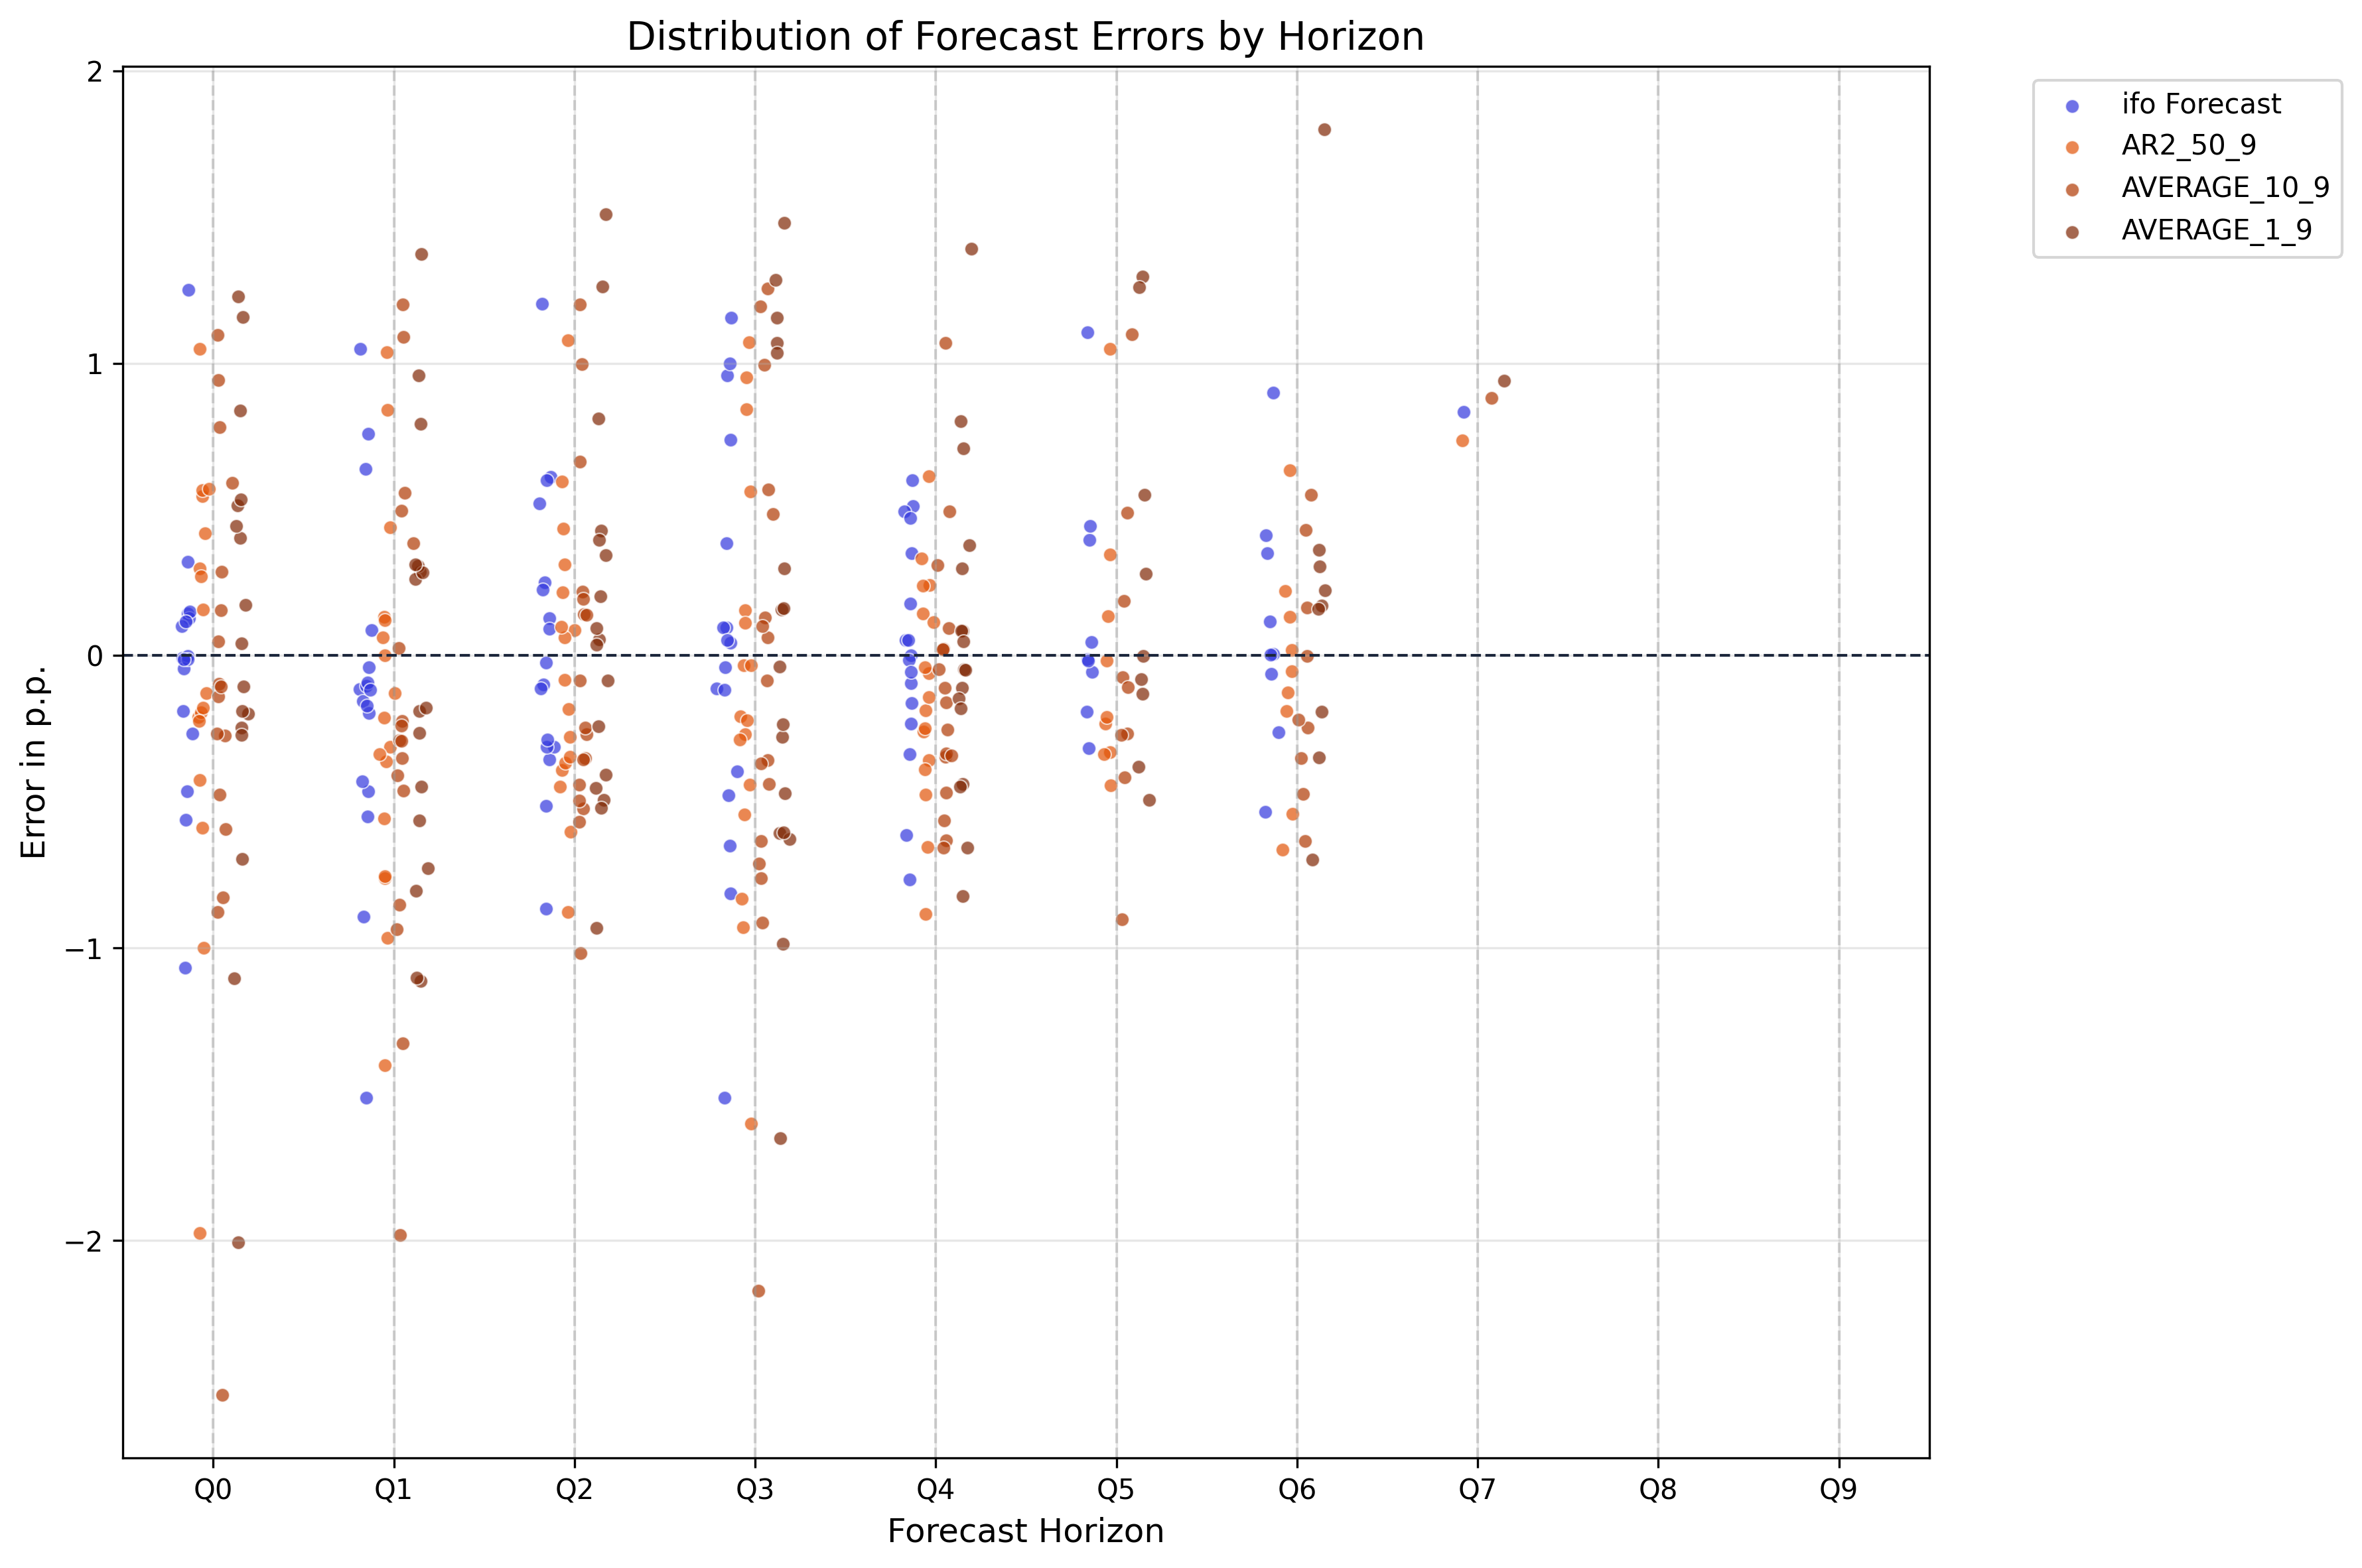 Distribution of Forecast Errors by Horizon
2
1
0
−1
−2
Error in p.p.
Q0 Q1 Q2 Q3 Q4 Q5 Q6 Q7 Q8 Q9
Forecast Horizon
ifo Forecast
AR2_50_9
AVERAGE_10_9
AVERAGE_1_9